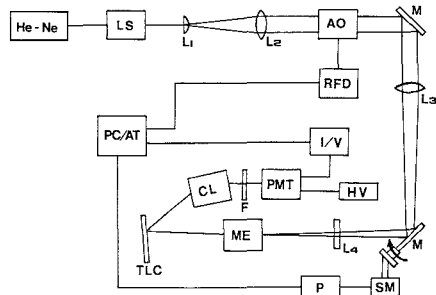 He-Ne
LS
L1
L2
AO
M
RFD
L3
PC/AT
I/V
CL
F
PMT
HV
ME
L4
M
TLC
P
SM